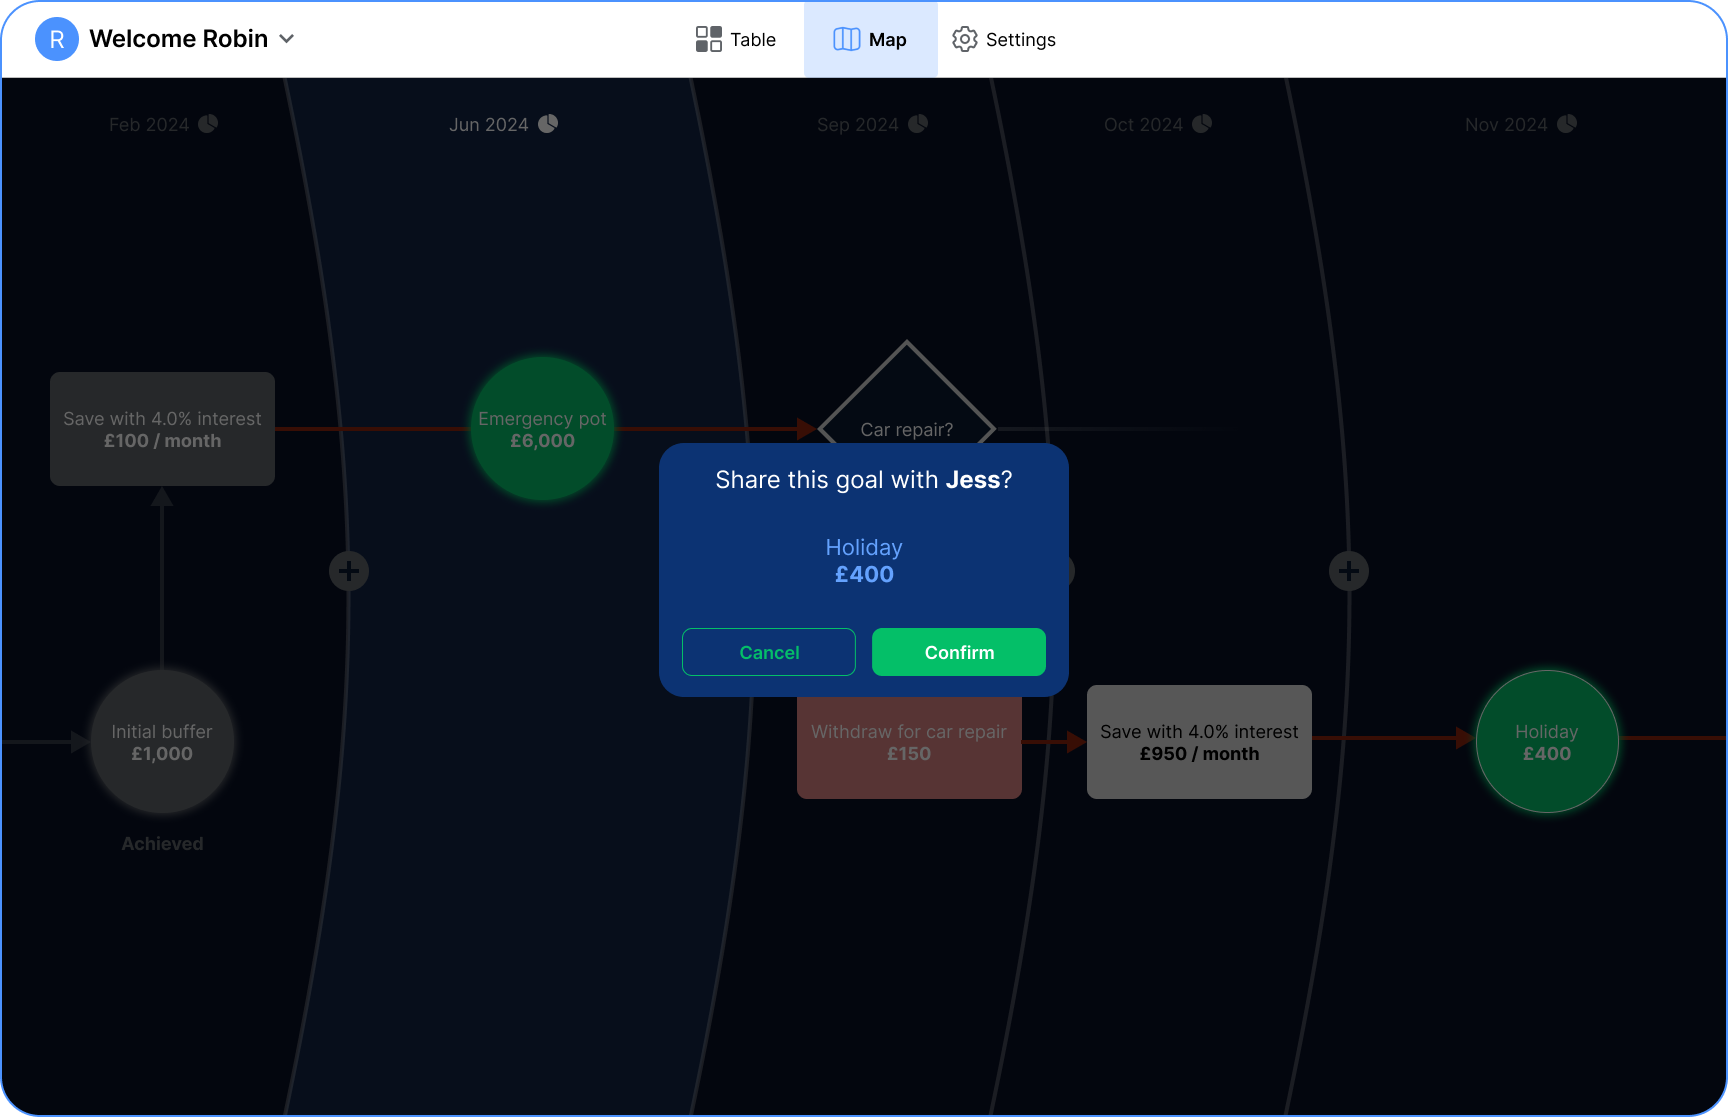 R
Welcome Robin
Table
Map
Settings
Feb 2024
Jun 2024
Sep 2024
Oct 2024
Nov 2024
Save with 4.0% interest
£100 / month
Emergency pot
£6,000
Car repair?
Share this goal with Jess?
Holiday
£400
Cancel
Confirm
Initial buffer
£1,000
Achieved
Withdraw for car repair
£150
Save with 4.0% interest
£950 / month
Holiday
£400